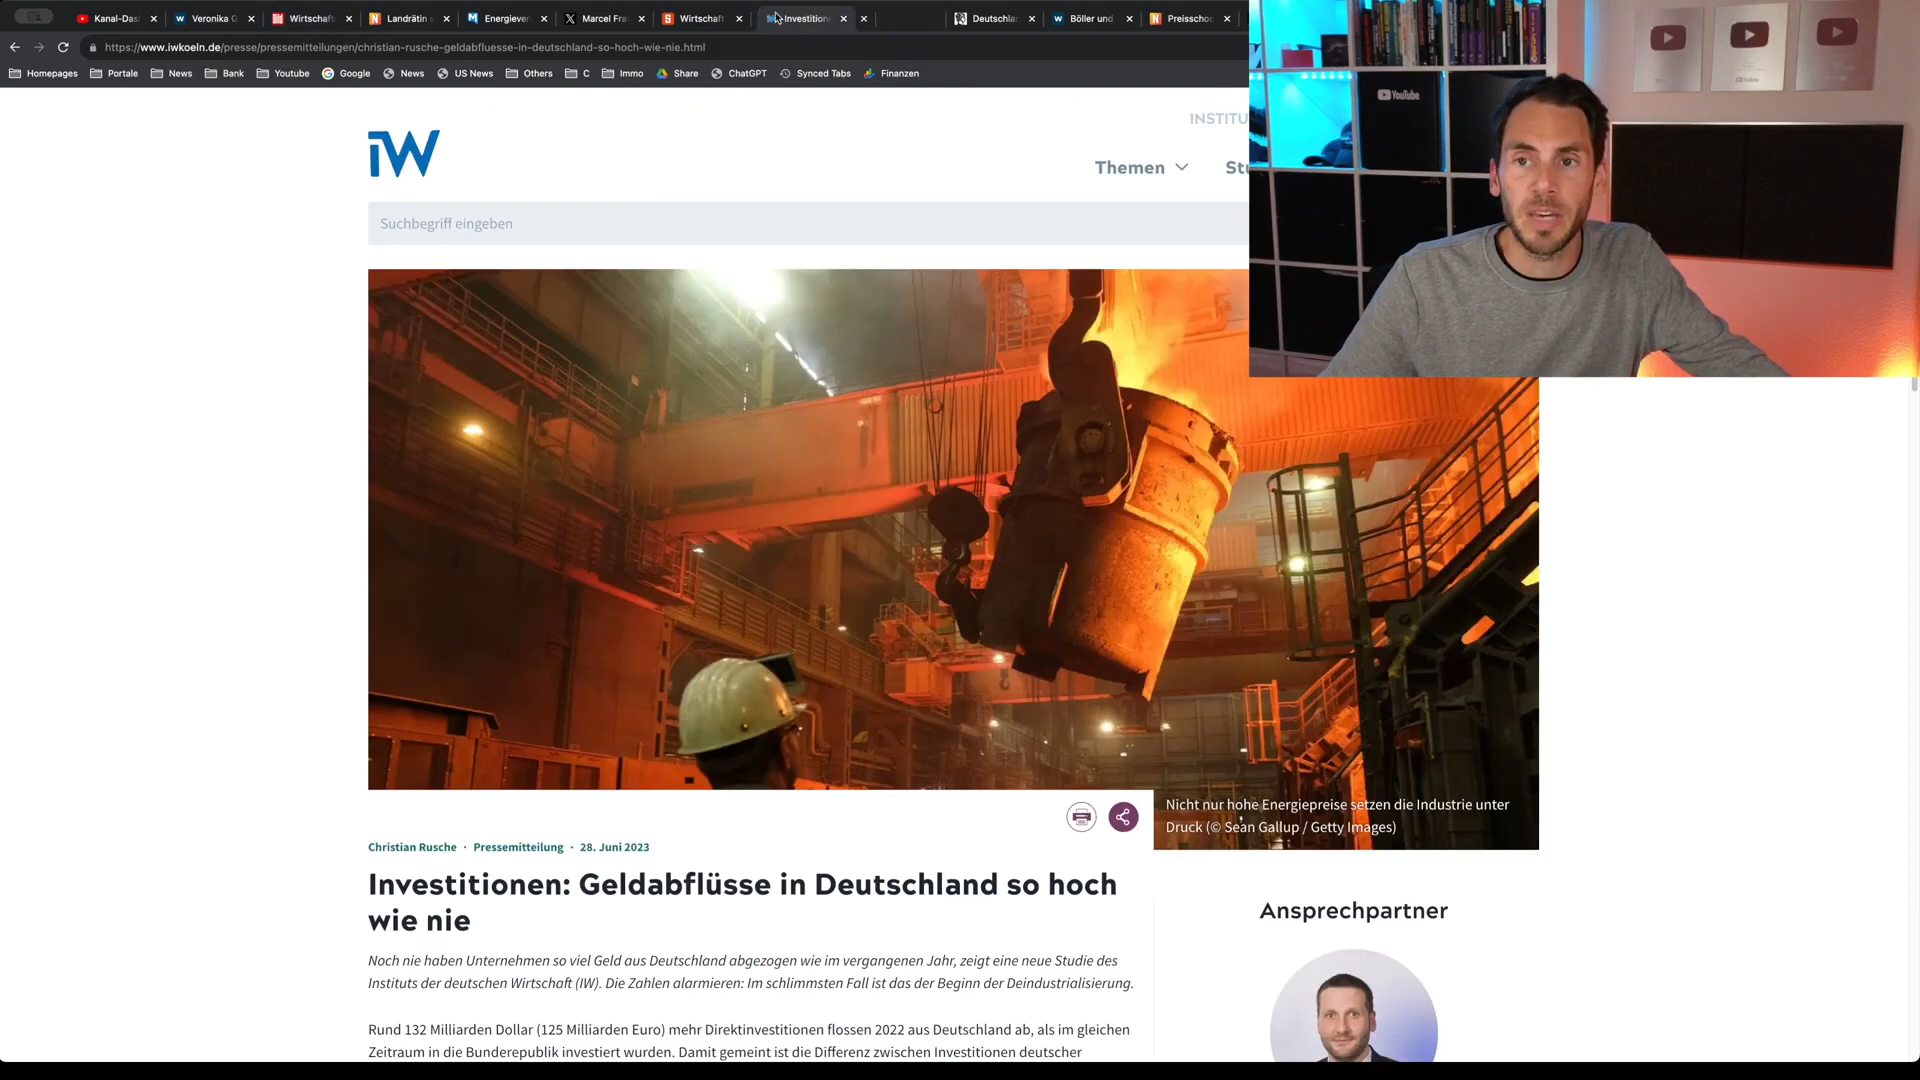 Kanal-Das
Veronika G
Wirtschaft
Landrätin
Energiever
Marcel Fra
Wirtschaft
Investition
Deutschlan
Böller und
Preisschoc
https://www.iwkoeln.de/presse/pressemitteilungen/christian-rusche-geldabfluesse-in-deutschland-so-hoch-wie-nie.html
Homepages
Portale
News
Bank
Youtube
Google
News
US News
Others
C
Immo
Share
ChatGPT
Synced Tabs
Finanzen
YouTube
INSTITU
iW
Themen
Stu
Suchbegriff eingeben
Nicht nur hohe Energiepreise setzen die Industrie unter
Druck (© Sean Gallup / Getty Images)
Christian Rusche · Pressemitteilung · 28. Juni 2023
Investitionen: Geldabflüsse in Deutschland so hoch
wie nie
Noch nie haben Unternehmen so viel Geld aus Deutschland abgezogen wie im vergangenen Jahr, zeigt eine neue Studie des
Instituts der deutschen Wirtschaft (IW). Die Zahlen alarmieren: Im schlimmsten Fall ist das der Beginn der Deindustrialisierung.
Rund 132 Milliarden Dollar (125 Milliarden Euro) mehr Direktinvestitionen flossen 2022 aus Deutschland ab, als im gleichen
Zeitraum in die Bunderepublik investiert wurden. Damit gemeint ist die Differenz zwischen Investitionen deutscher
Ansprechpartner